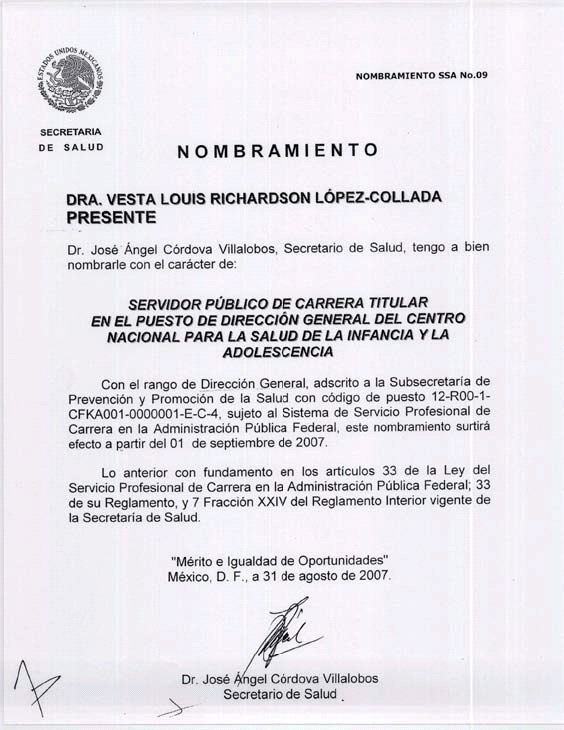 ESTADOS UNIDOS MEXICANOS
NOMBRAMIENTO SSA No.09
SECRETARIA
DE SALUD
NOMBRAMIENTO
DRA. VESTA LOUIS RICHARDSON LÓPEZ-COLLADA
PRESENTE
Dr. José Ángel Córdova Villalobos, Secretario de Salud, tengo a bien
nombrarle con el carácter de:
SERVIDOR PÚBLICO DE CARRERA TITULAR
EN EL PUESTO DE DIRECCIÓN GENERAL DEL CENTRO
NACIONAL PARA LA SALUD DE LA INFANCIA Y LA
ADOLESCENCIA
Con el rango de Dirección General, adscrito a la Subsecretaría de
Prevención y Promoción de la Salud con código de puesto 12-R00-1-
CFKA001-0000001-E-C-4, sujeto al Sistema de Servicio Profesional de
Carrera en la Administración Pública Federal, este nombramiento surtirá
efecto a partir del 01 de septiembre de 2007.
Lo anterior con fundamento en los artículos 33 de la Ley del
Servicio Profesional de Carrera en la Administración Pública Federal; 33
de su Reglamento, y 7 Fracción XXIV del Reglamento Interior vigente de
la Secretaría de Salud.
"Mérito e Igualdad de Oportunidades"
México, D. F., a 31 de agosto de 2007.
Dr. José Ángel Córdova Villalobos
Secretario de Salud